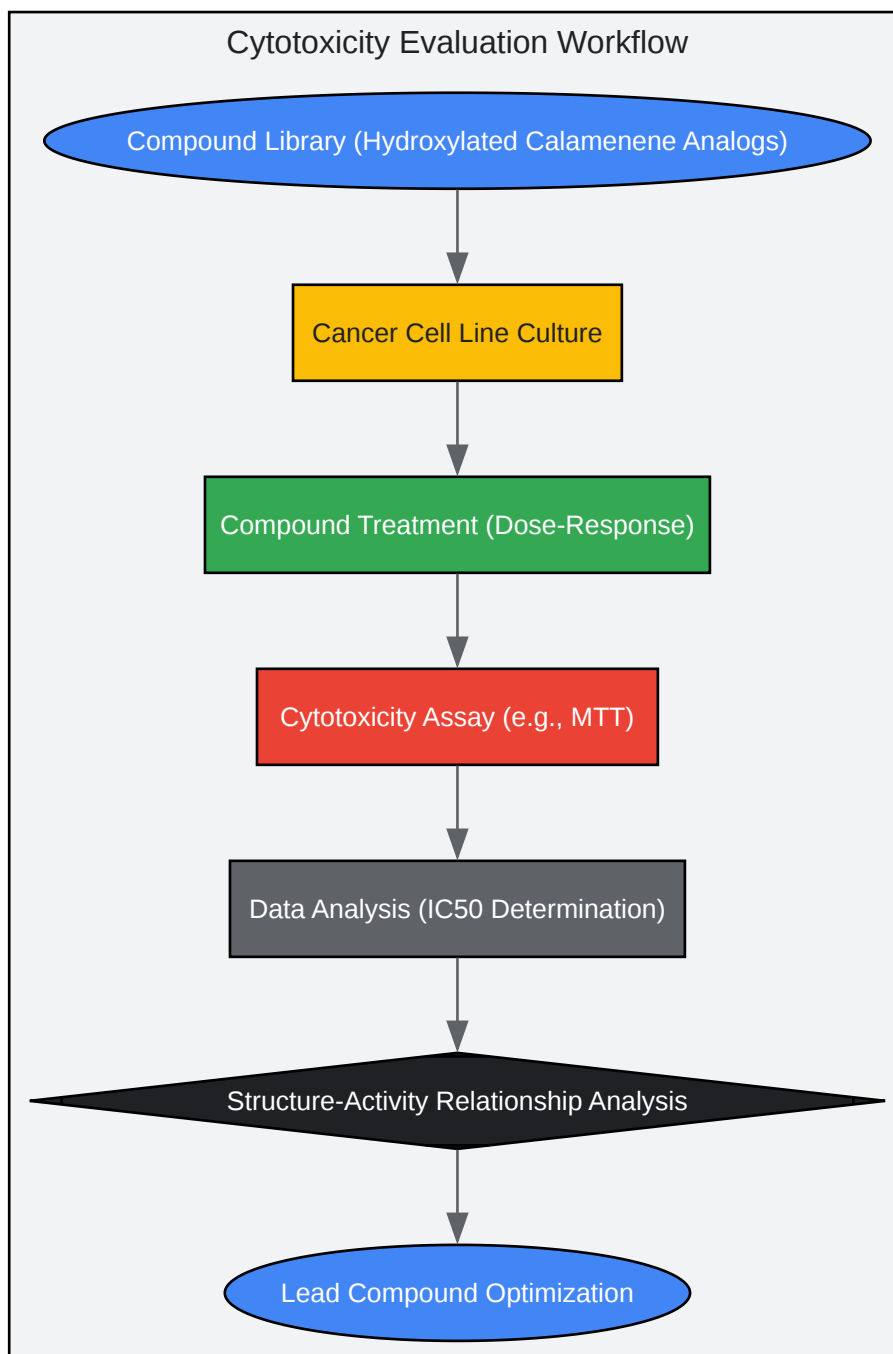 Cytotoxicity Evaluation Workflow
Compound Library (Hydroxylated Calamenene Analogs)
Cancer Cell Line Culture
Compound Treatment (Dose-Response)
Cytotoxicity Assay (e.g., MTT)
Data Analysis (IC50 Determination)
Structure-Activity Relationship Analysis
Lead Compound Optimization